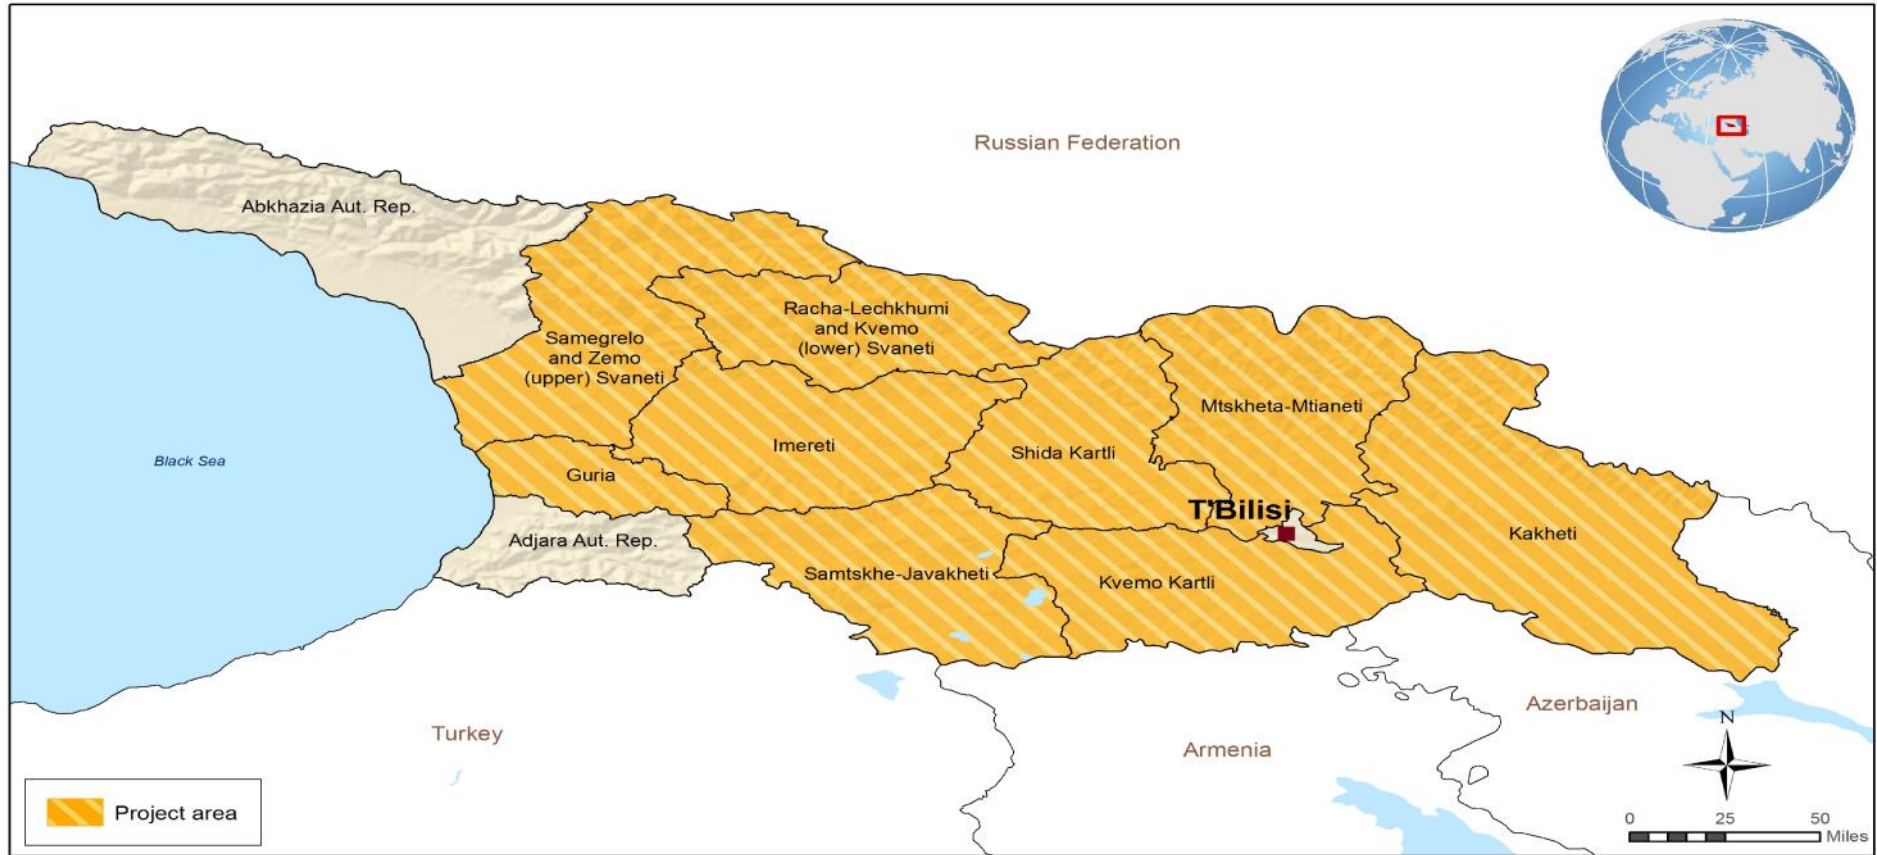 Russian Federation
Abkhazia Aut. Rep.
Racha-Lechkhumi
and Kvemo
(lower) Svaneti
Samegrelo
and Zemo
(upper) Svaneti
Mtskheta-Mtianeti
Imereti
Shida Kartli
Black Sea
Guria
T'Bilisi
Adjara Aut. Rep.
Kakheti
Samtskhe-Javakheti
Kvemo Kartli
Azerbaijan
Turkey
Armenia
N
Project area
0 25 50
Miles